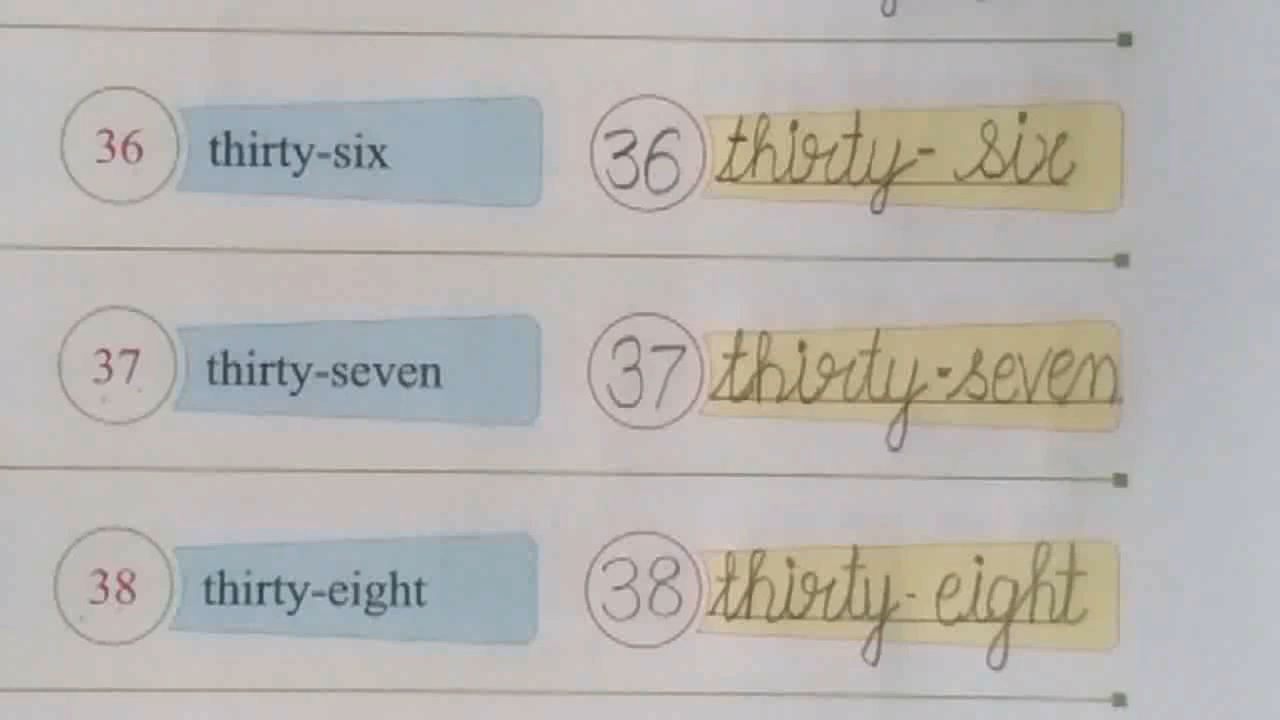 36 thirty-six 36 thirty- six
37 thirty-seven 37 thirty-seven
38 thirty-eight 38 thirty- eight